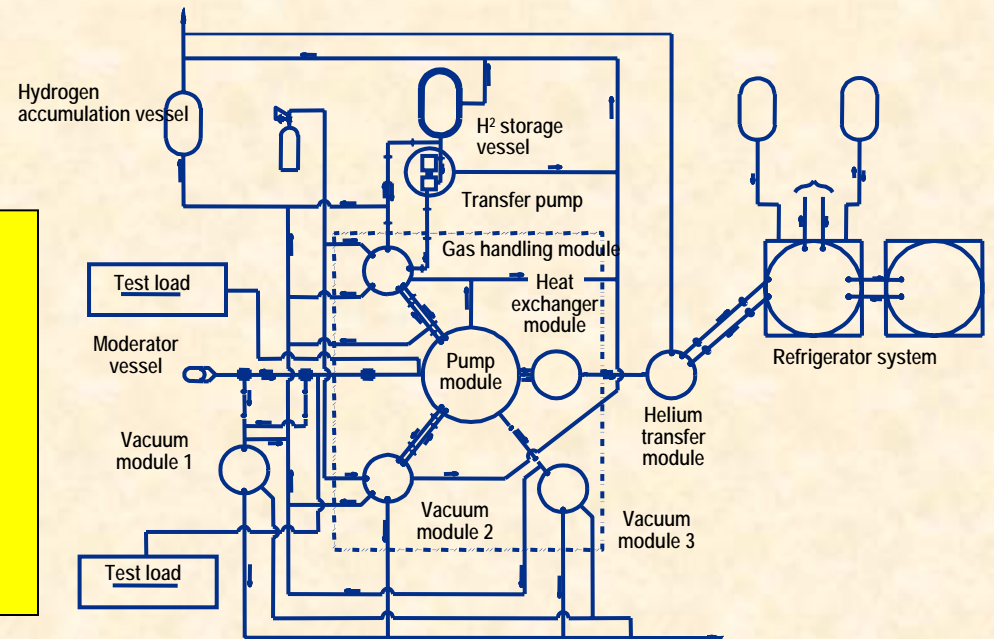 Hydrogen
accumulation vessel
H² storage
vessel
Transfer pump
Gas handling module
Heat
exchanger
module
Test load
Moderator
vessel
Pump
module
Refrigerator system
Helium
transfer
module
Vacuum
module 1
Vacuum
module 2
Vacuum
module 3
Test load